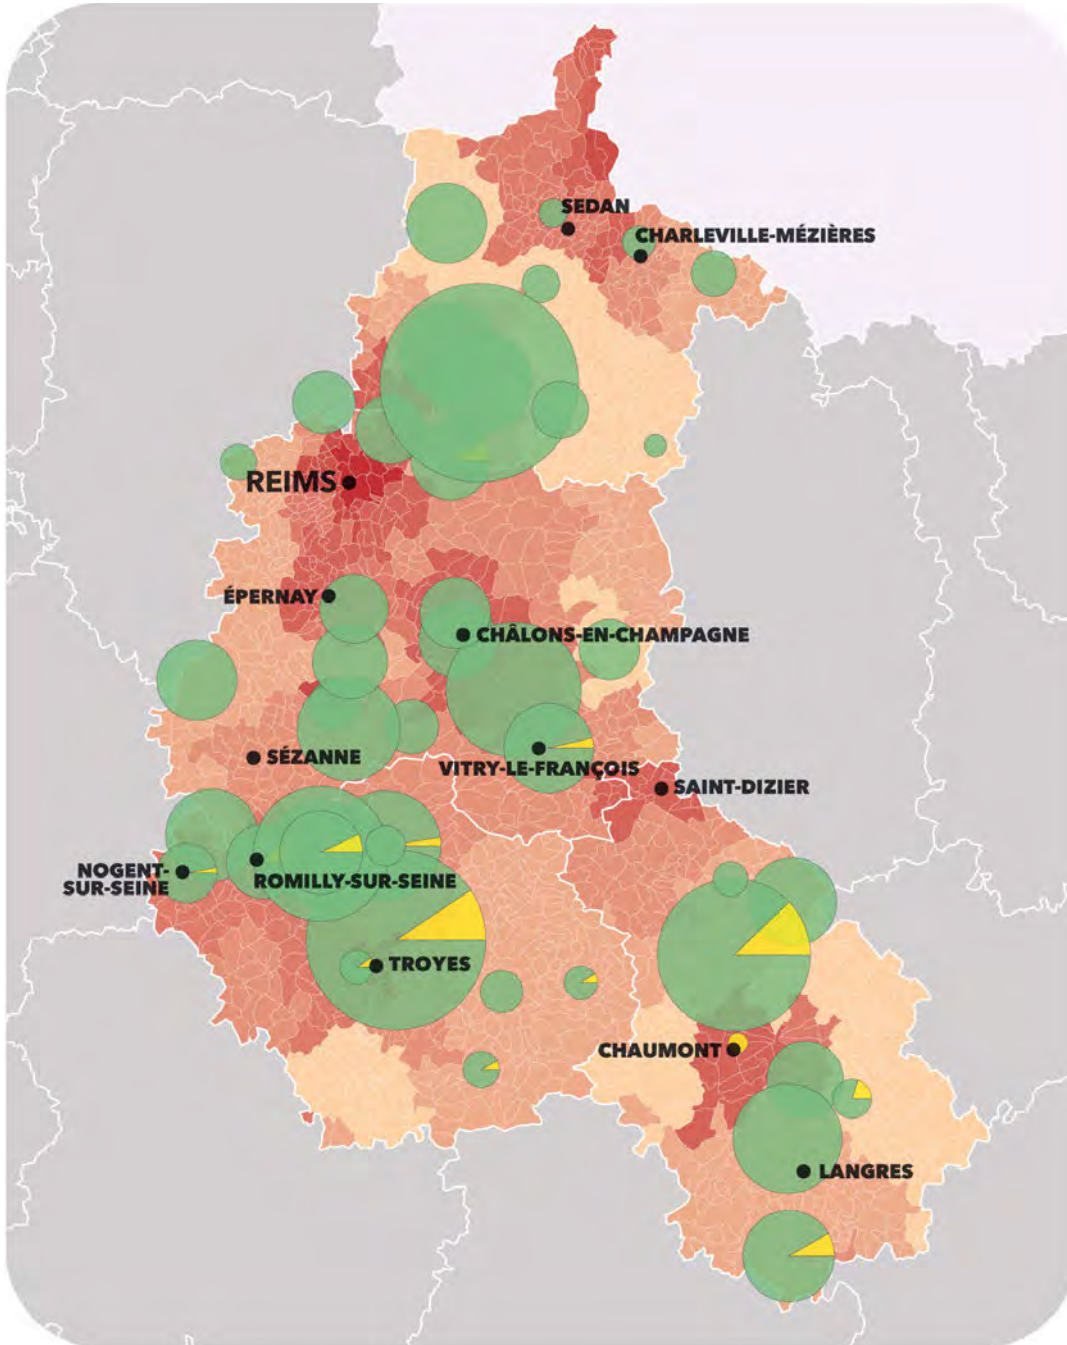 SEDAN
CHARLEVILLE-MÉZIÈRES
REIMS
ÉPERNAY
CHÂLONS-EN-CHAMPAGNE
SÉZANNE
VITRY-LE-FRANÇOIS
SAINT-DIZIER
NOGENT-
SUR-SEINE
ROMILLY-SUR-SEINE
TROYES
CHAUMONT
LANGRES